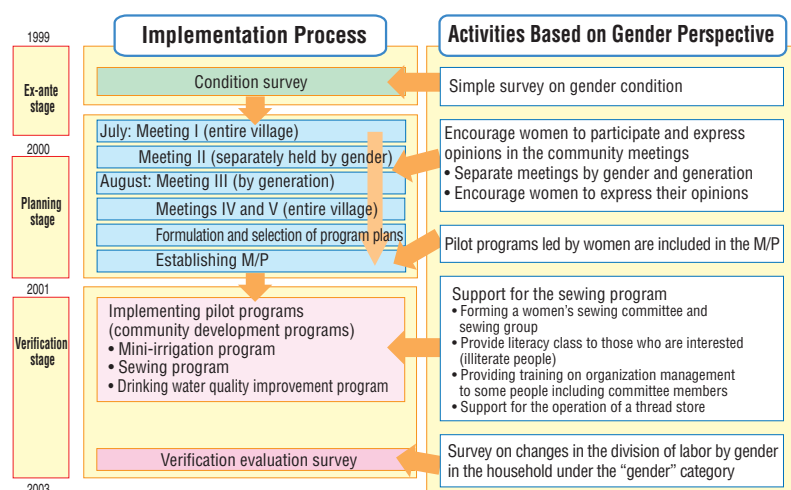 Implementation Process
Activities Based on Gender Perspective
1999
Ex-ante
stage
Condition survey
Simple survey on gender condition
July: Meeting I (entire village)
Meeting II (separately held by gender)
August: Meeting III (by generation)
Meetings IV and V (entire village)
Formulation and selection of program plans
Establishing M/P
Encourage women to participate and express
opinions in the community meetings
• Separate meetings by gender and generation
• Encourage women to express their opinions
2000
Planning
stage
Pilot programs led by women are included in the M/P
2001
Verification
stage
Implementing pilot programs
(community development programs)
• Mini-irrigation program
• Sewing program
• Drinking water quality improvement program
Support for the sewing program
• Forming a women's sewing committee and
sewing group
• Provide literacy class to those who are interested
(illiterate people)
• Providing training on organization management
to some people including committee members
• Support for the operation of a thread store
Verification evaluation survey
Survey on changes in the division of labor by gender
in the household under the “gender” category
2003